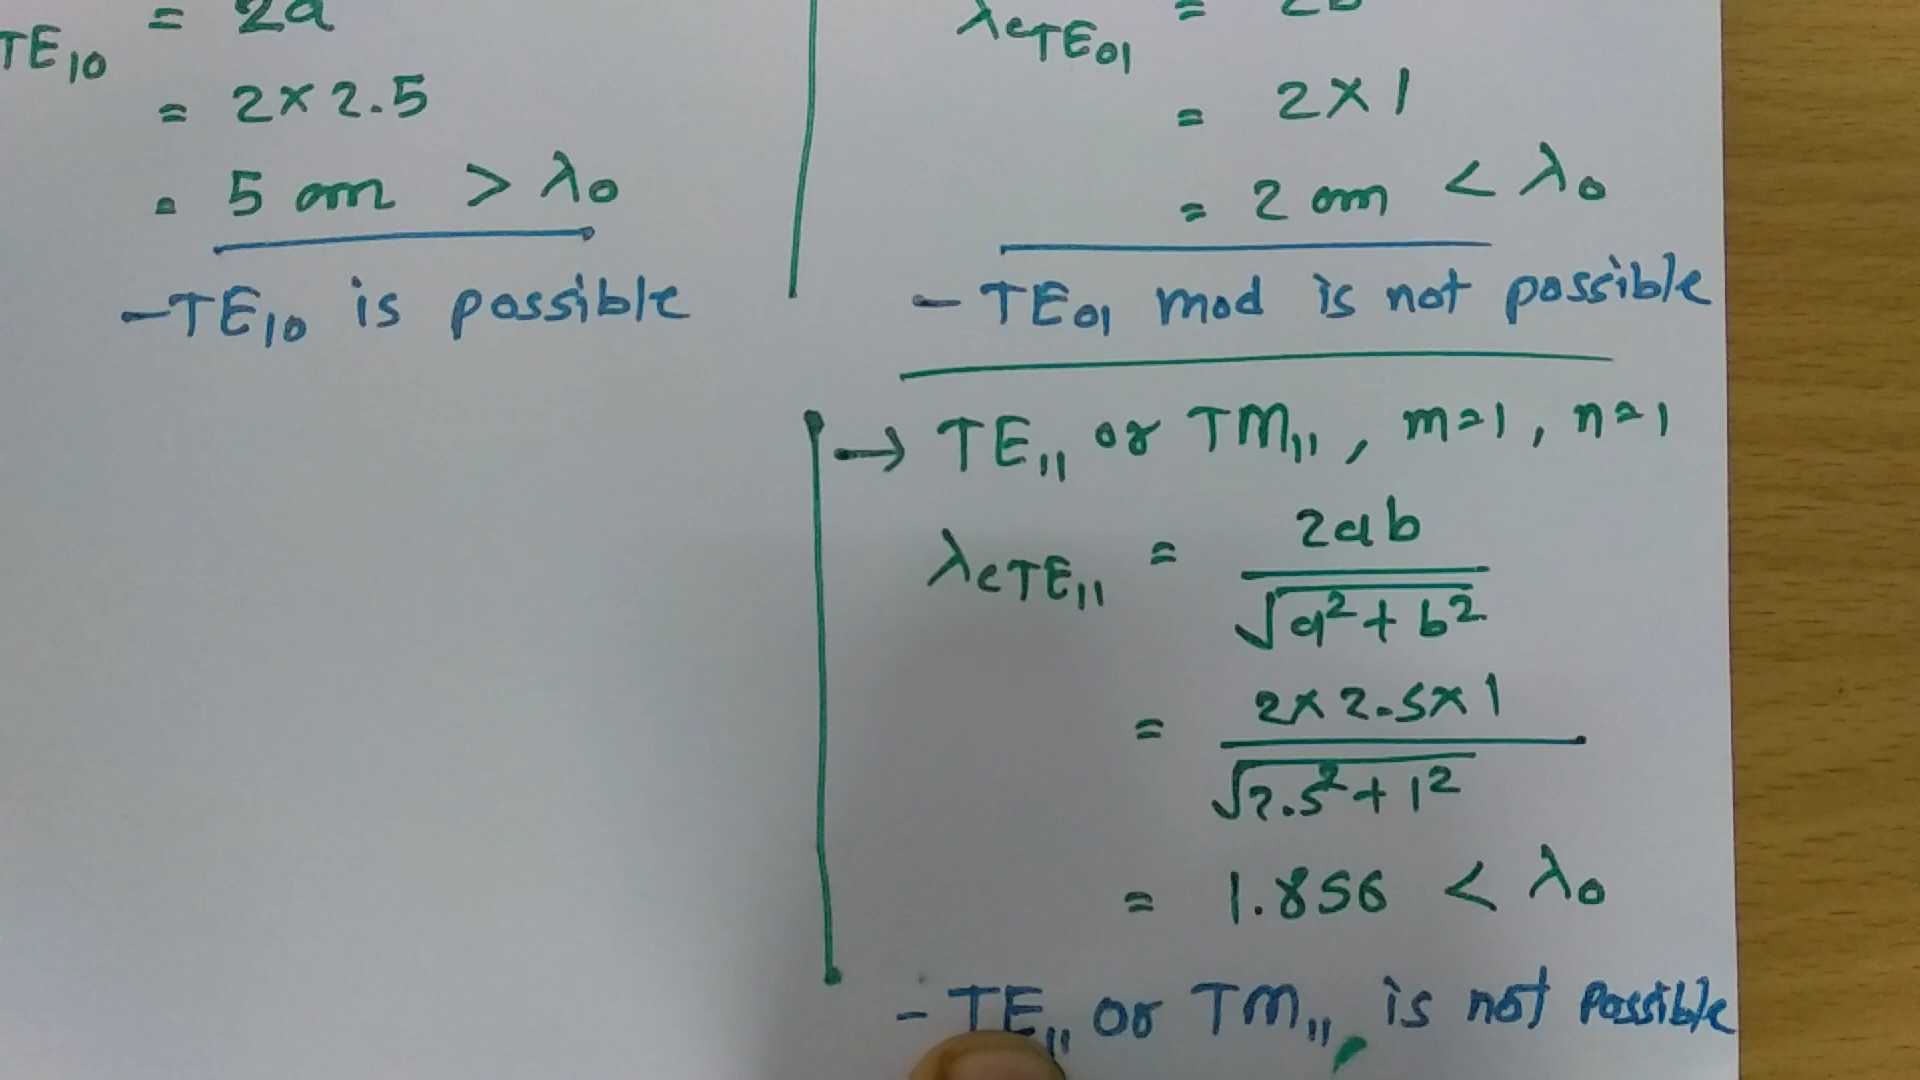 TE10 = 2a
= 2 × 2.5
= 5 cm > λ0
- TE10 is possible
λcTE01 = 2b
= 2 × 1
= 2 cm < λ0
- TE01 mod is not possible
→ TE11 or TM11, m=1, n=1
λcTE11 = 2ab
√a²+b²
= 2×2.5×1
√2.5²+1²
= 1.856 < λ0
- TE11 or TM11 is not possible